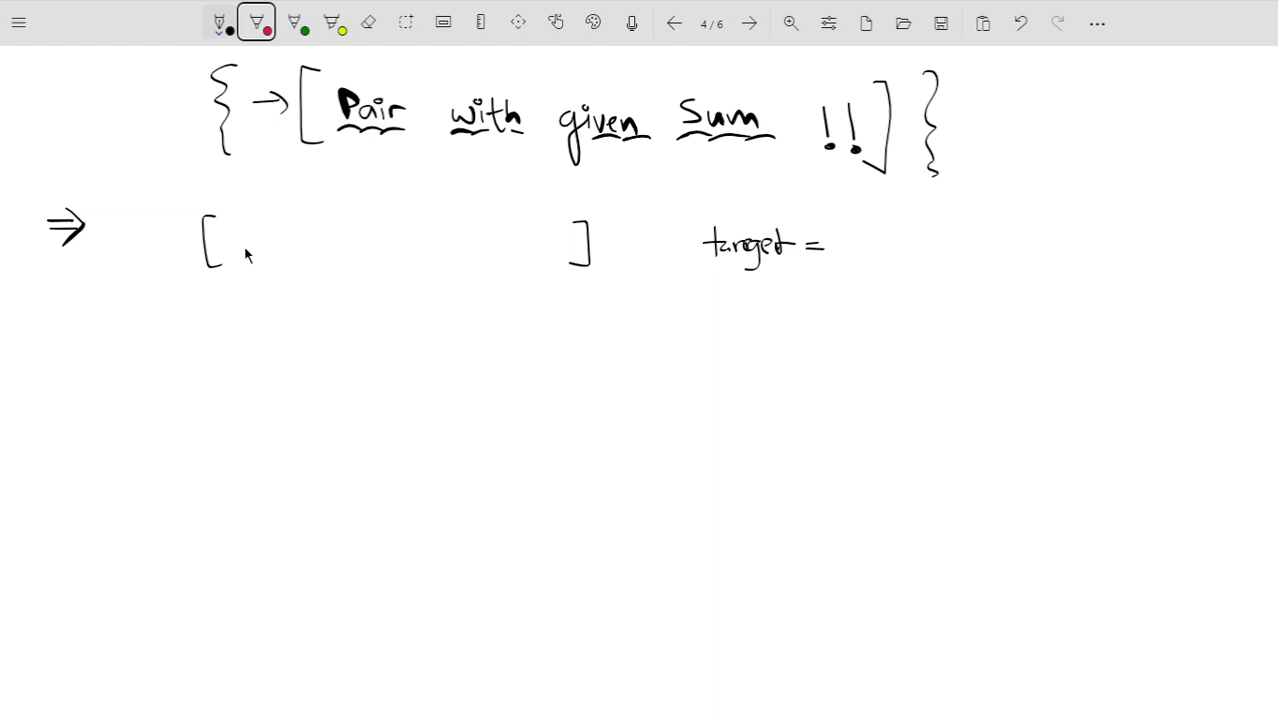 4 / 6
{ → [ Pair with given Sum !! ] }
⇒ [ ] target =